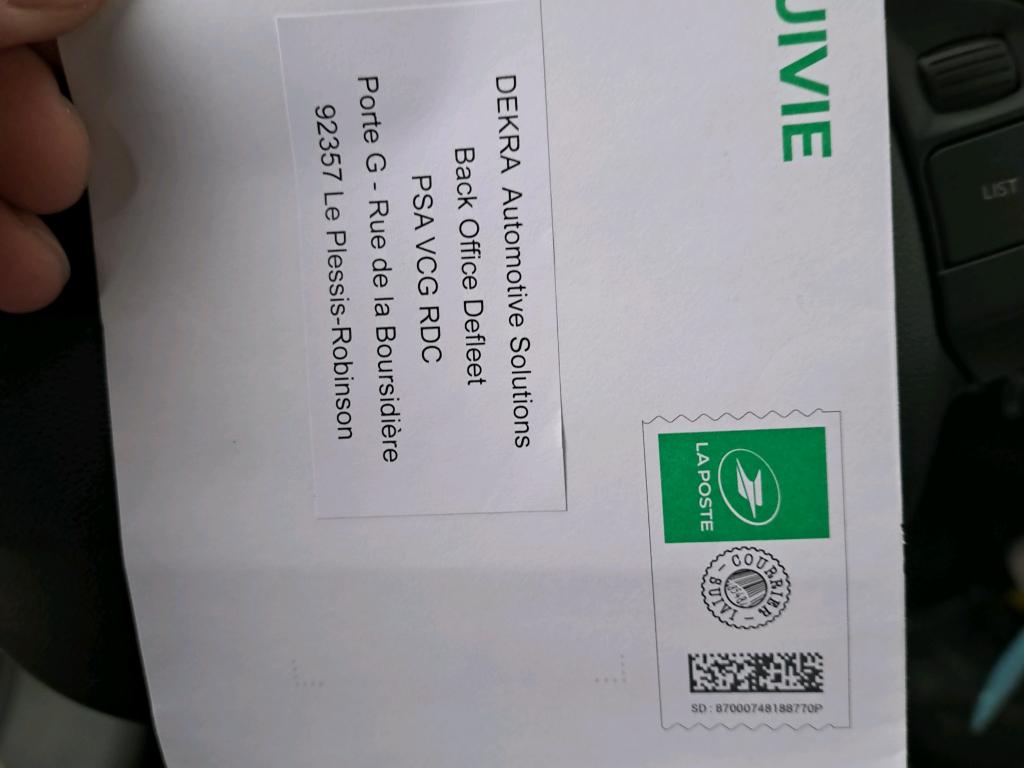 UIVIE
LA POSTE
COURRIER - SUIVI -
SD : 87000748188770P
DEKRA Automotive Solutions
Back Office Defleet
PSA VCG RDC
Porte G - Rue de la Boursidière
92357 Le Plessis-Robinson
LIST